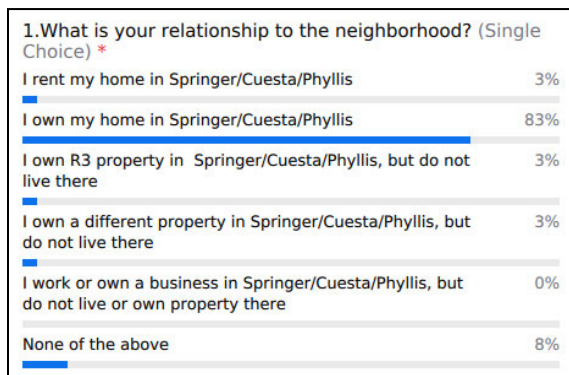 1.What is your relationship to the neighborhood? (Single
Choice) *
I rent my home in Springer/Cuesta/Phyllis 3%
I own my home in Springer/Cuesta/Phyllis 83%
I own R3 property in Springer/Cuesta/Phyllis, but do not 3%
live there
I own a different property in Springer/Cuesta/Phyllis, but 3%
do not live there
I work or own a business in Springer/Cuesta/Phyllis, but 0%
do not live or own property there
None of the above 8%